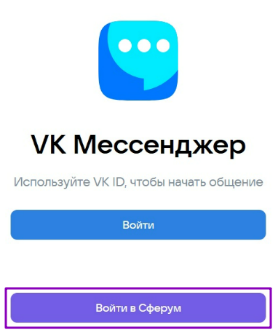 VK Мессенджер
Используйте VK ID, чтобы начать общение
Войти
Войти в Сферум